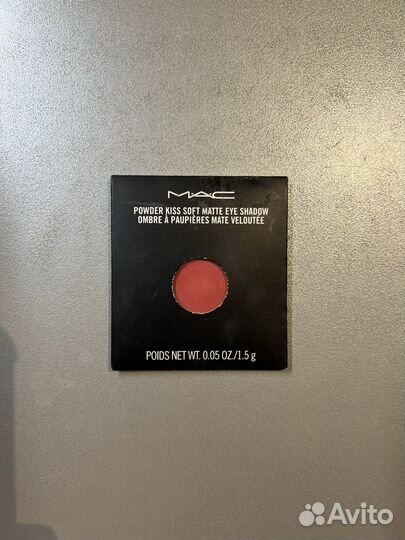 MAC
POWDER KISS SOFT MATTE EYE SHADOW
OMBRE À PAUPIÈRES MATE VELOUTÉE
POIDS NET WT. 0.05 OZ./1.5 g
Avito